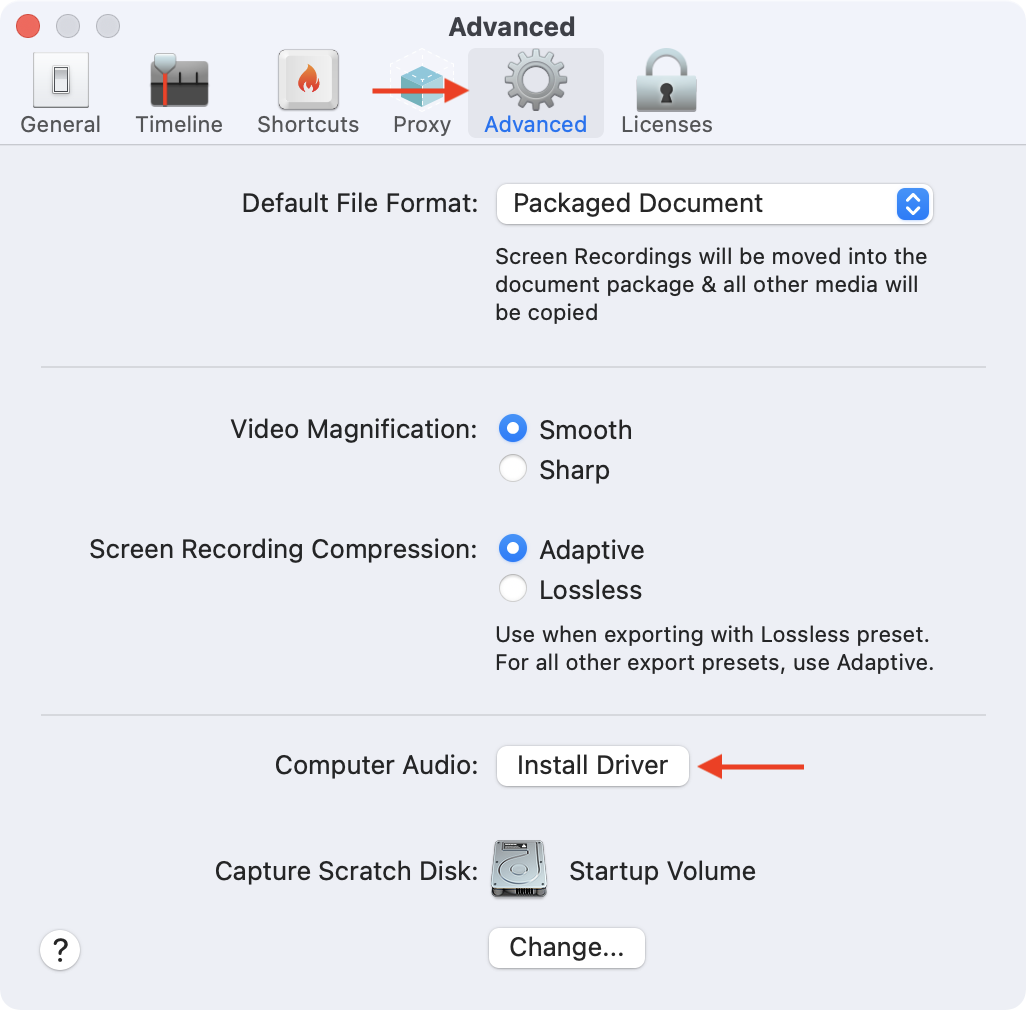 Advanced
General Timeline Shortcuts Proxy Advanced Licenses
Default File Format: Packaged Document
Screen Recordings will be moved into the
document package & all other media will
be copied
Video Magnification: Smooth
Sharp
Screen Recording Compression: Adaptive
Lossless
Use when exporting with Lossless preset.
For all other export presets, use Adaptive.
Computer Audio: Install Driver
Capture Scratch Disk: Startup Volume
? Change...